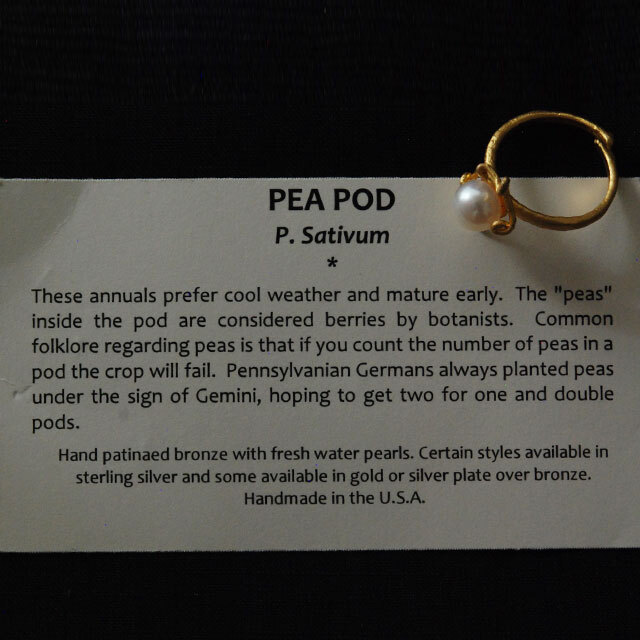 PEA POD
P. Sativum
*
These annuals prefer cool weather and mature early. The "peas"
inside the pod are considered berries by botanists. Common
folklore regarding peas is that if you count the number of peas in a
pod the crop will fail. Pennsylvanian Germans always planted peas
under the sign of Gemini, hoping to get two for one and double
pods.
Hand patinaed bronze with fresh water pearls. Certain styles available in
sterling silver and some available in gold or silver plate over bronze.
Handmade in the U.S.A.